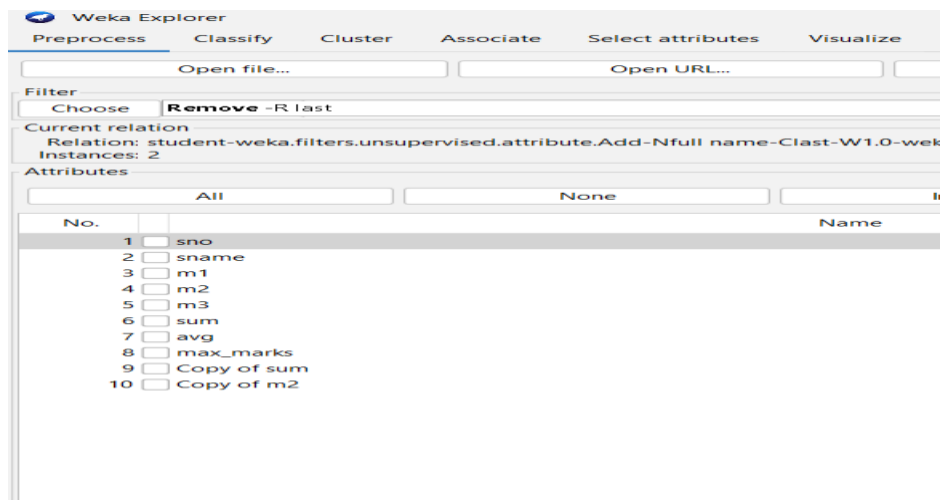 Weka Explorer
Preprocess Classify Cluster Associate Select attributes Visualize
Open file... Open URL...
Filter
Choose Remove -R last
Current relation
Relation: student-weka.filters.unsupervised.attribute.Add-Nfull name-Clast-W1.0-wek
Instances: 2
Attributes
All None
No. Name
1 sno
2 sname
3 m1
4 m2
5 m3
6 sum
7 avg
8 max_marks
9 Copy of sum
10 Copy of m2